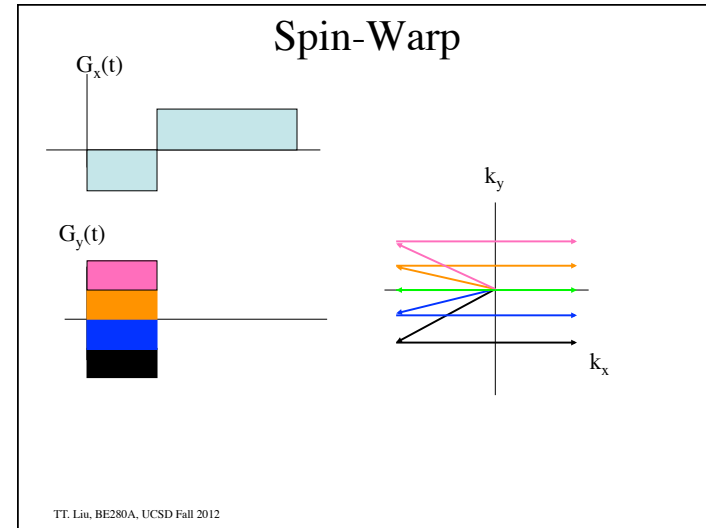 Spin-Warp
Gx(t)
ky
Gy(t)
kx
TT. Liu, BE280A, UCSD Fall 2012